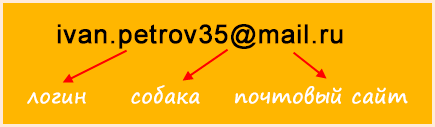 ivan.petrov35@mail.ru
логин собака почтовый сайт